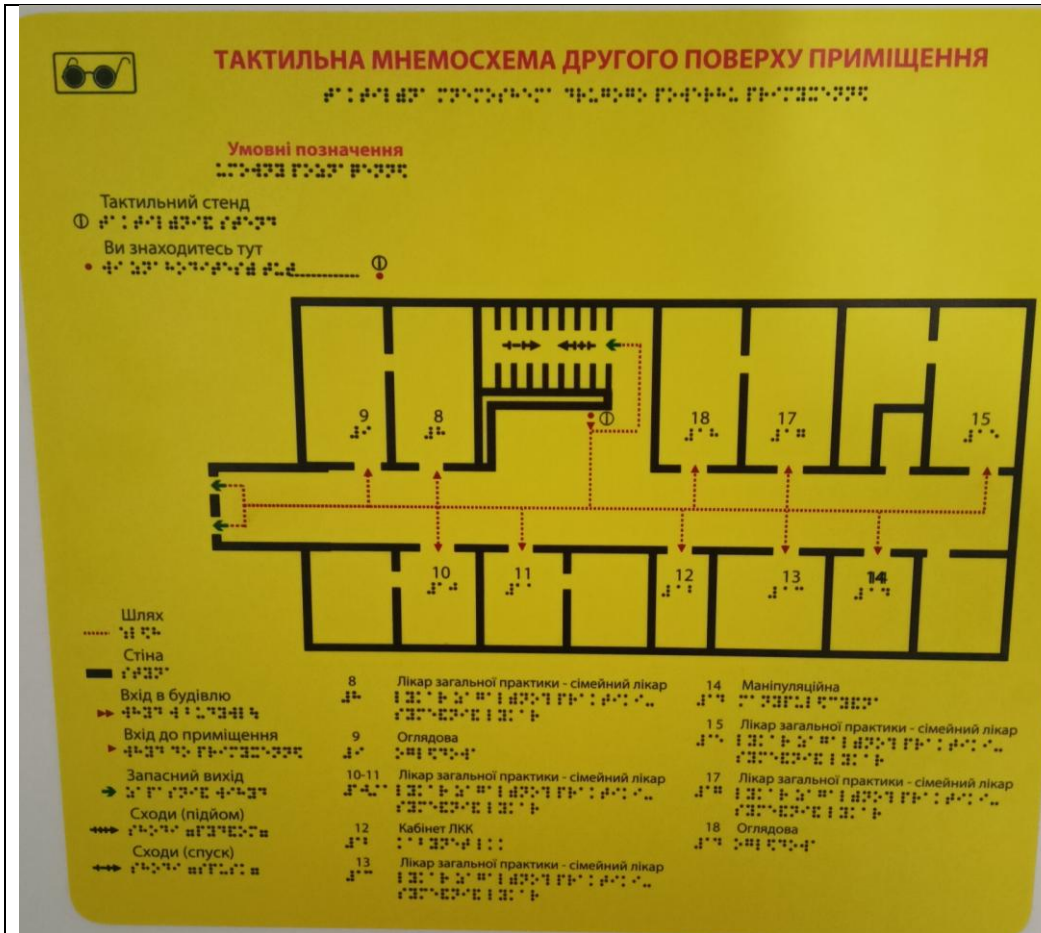 ТАКТИЛЬНА МНЕМОСХЕМА ДРУГОГО ПОВЕРХУ ПРИМІЩЕННЯ
Умовні позначення
Тактильний стенд
Ви знаходитесь тут
9
8
18
17
15
10
11
12
13
14
Шлях
Стіна
Вхід в будівлю
Вхід до приміщення
Запасний вихід
Сходи (підйом)
Сходи (спуск)
8 Лікар загальної практики - сімейний лікар
9 Оглядова
10-11 Лікар загальної практики - сімейний лікар
12 Кабінет ЛКК
13 Лікар загальної практики - сімейний лікар
14 Маніпуляційна
15 Лікар загальної практики - сімейний лікар
17 Лікар загальної практики - сімейний лікар
18 Оглядова